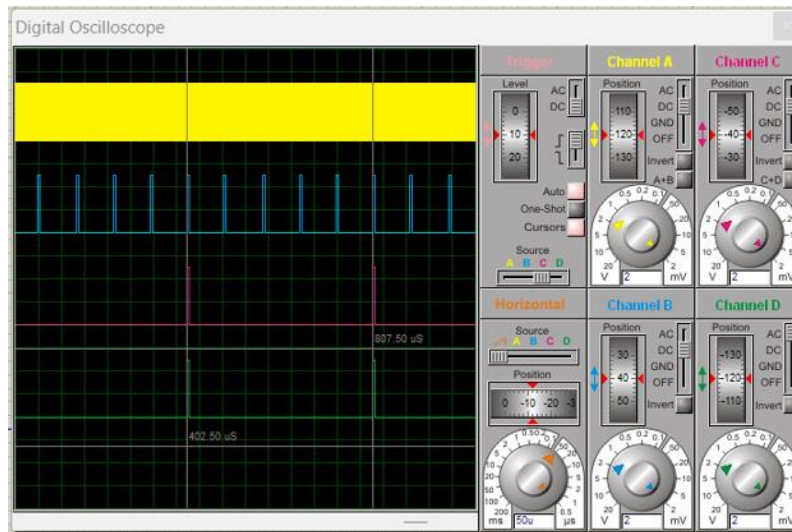 Digital Oscilloscope
Trigger
Level
0
10
20
AC
DC
Auto
One-Shot
Cursors
Source
A B C D
Channel A
Position
110
120
130
AC
DC
GND
OFF
Invert
A+B
V
2
mV
Channel C
Position
-50
-40
-30
AC
DC
GND
OFF
Invert
C+D
V
2
mV
807.50 uS
402.50 uS
Horizontal
Source
A B C D
Position
0 -10 -20 -3
ms
50u
µs
Channel B
Position
30
40
50
AC
DC
GND
OFF
Invert
V
2
mV
Channel D
Position
-130
-120
-110
AC
DC
GND
OFF
Invert
V
2
mV